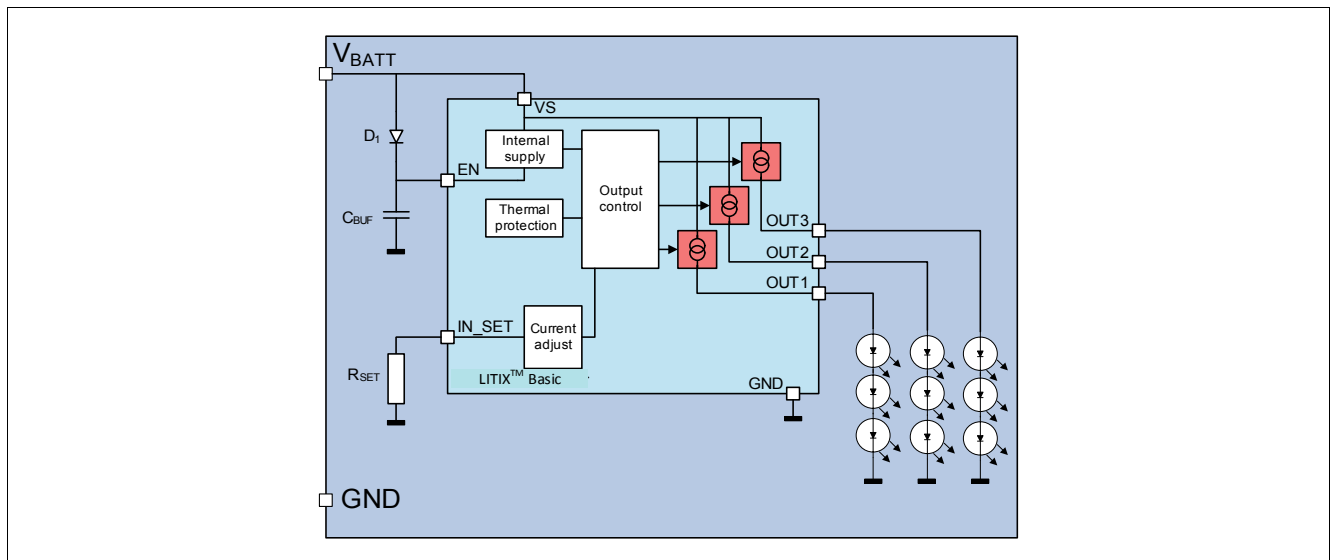 VBATT
VS
D1
Internal
supply
EN
Output
control
CBUF
Thermal
protection
OUT3
OUT2
OUT1
IN_SET
Current
adjust
RSET
LITIX™ Basic
GND
GND